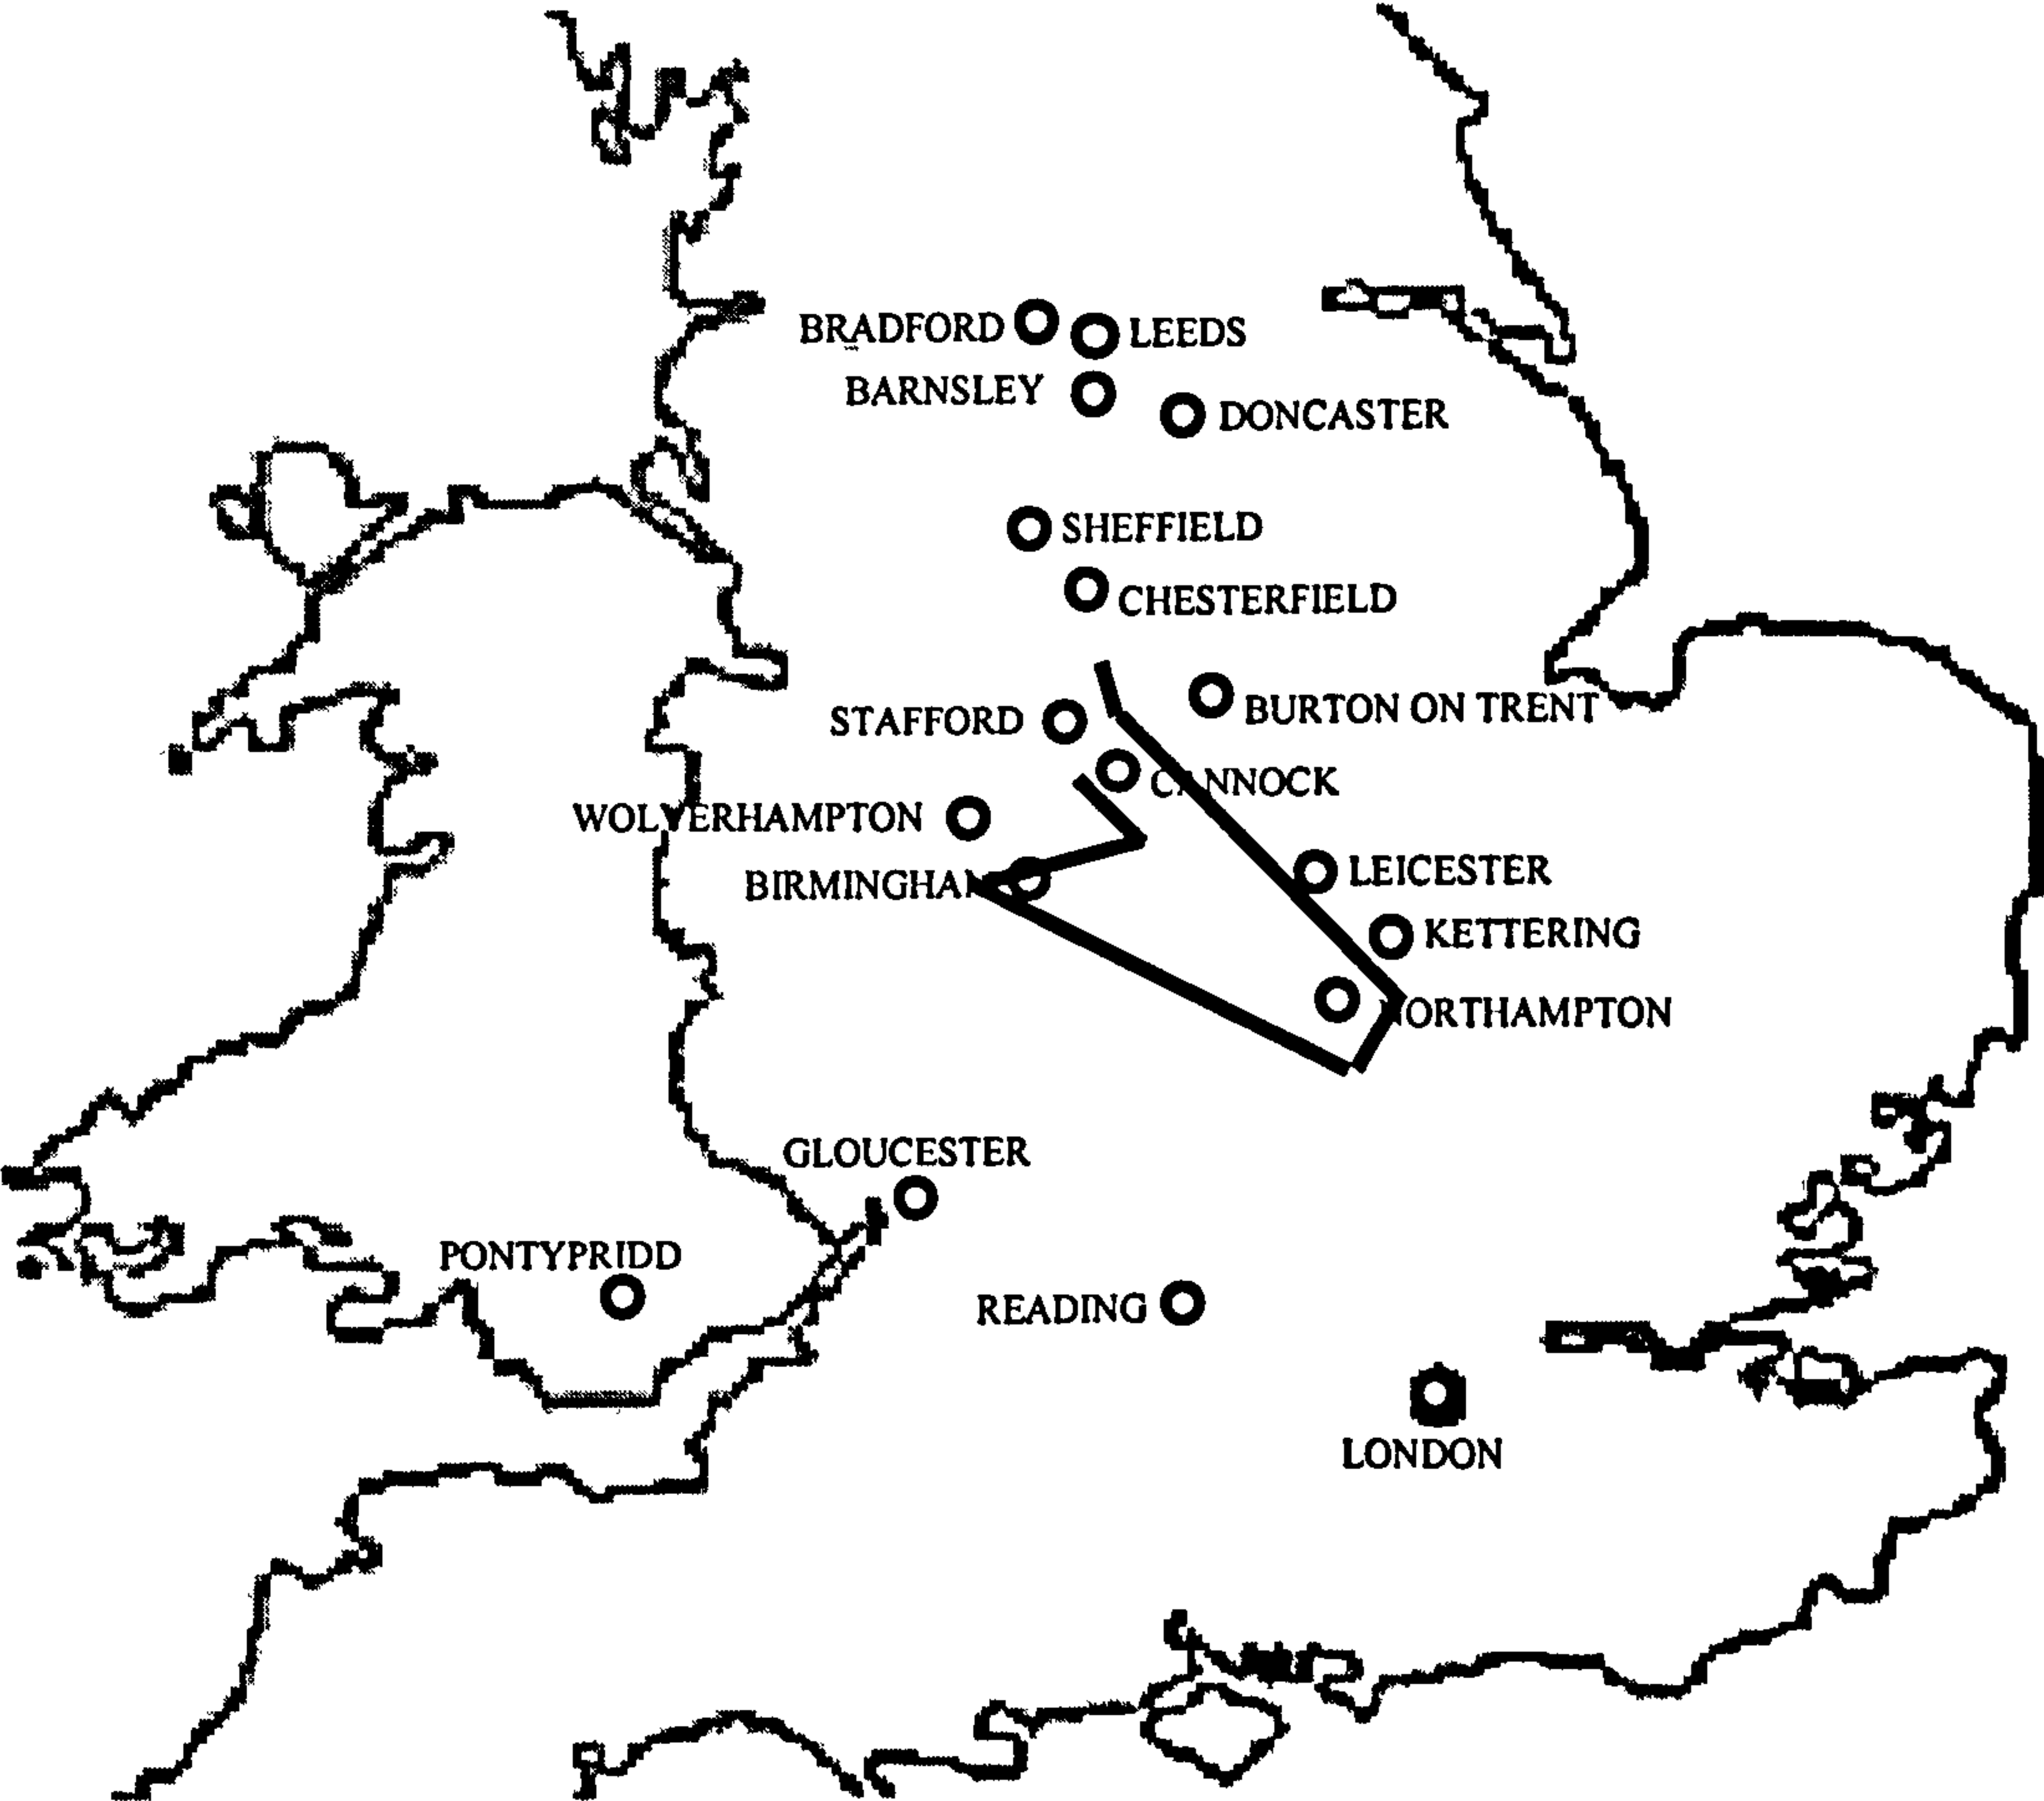 BRADFORD
LEEDS
BARNSLEY
DONCASTER
SHEFFIELD
CHESTERFIELD
BURTON ON TRENT
STAFFORD
CANNOCK
WOLVERHAMPTON
LEICESTER
BIRMINGHAM
KETTERING
NORTHAMPTON
GLOUCESTER
PONTYPRIDD
READING
LONDON